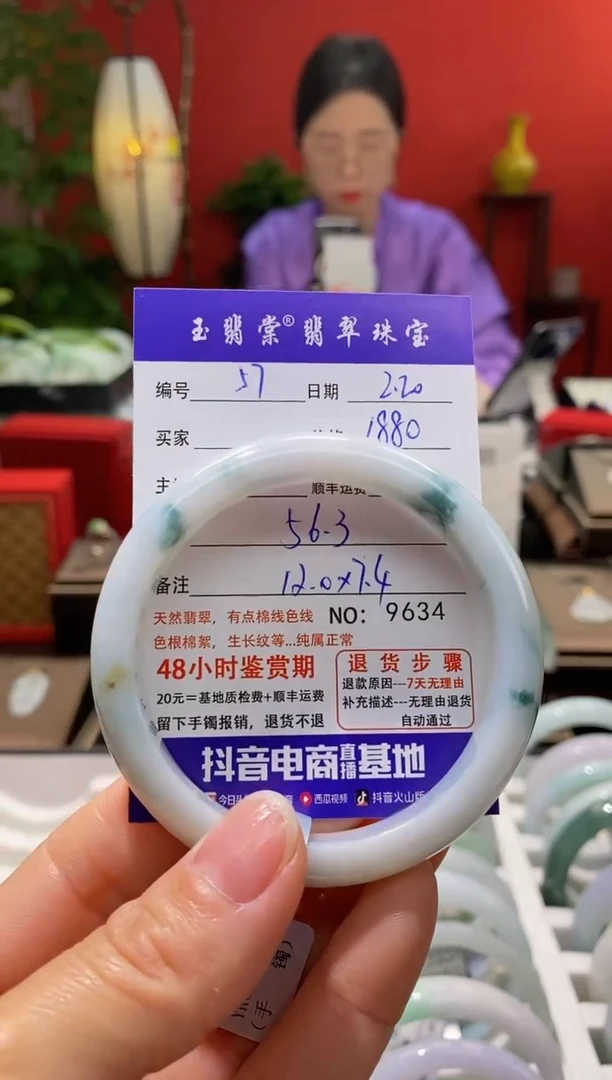 玉翡棠® 翡翠珠宝
编号 57 日期 2.20
买家 1880
顺丰运费
56.3
备注 12.0x7.4
天然翡翠，有点棉线色线 NO： 9634
色根棉絮，生长纹等...纯属正常
48小时鉴赏期
20元=基地质检费+顺丰运费
留下手镯报销，退货不退
退货步骤
退款原因---7天无理由
补充描述---无理由退货
自动通过
抖音电商直播基地
今日头 西瓜视频 抖音火山版
(手 镯)